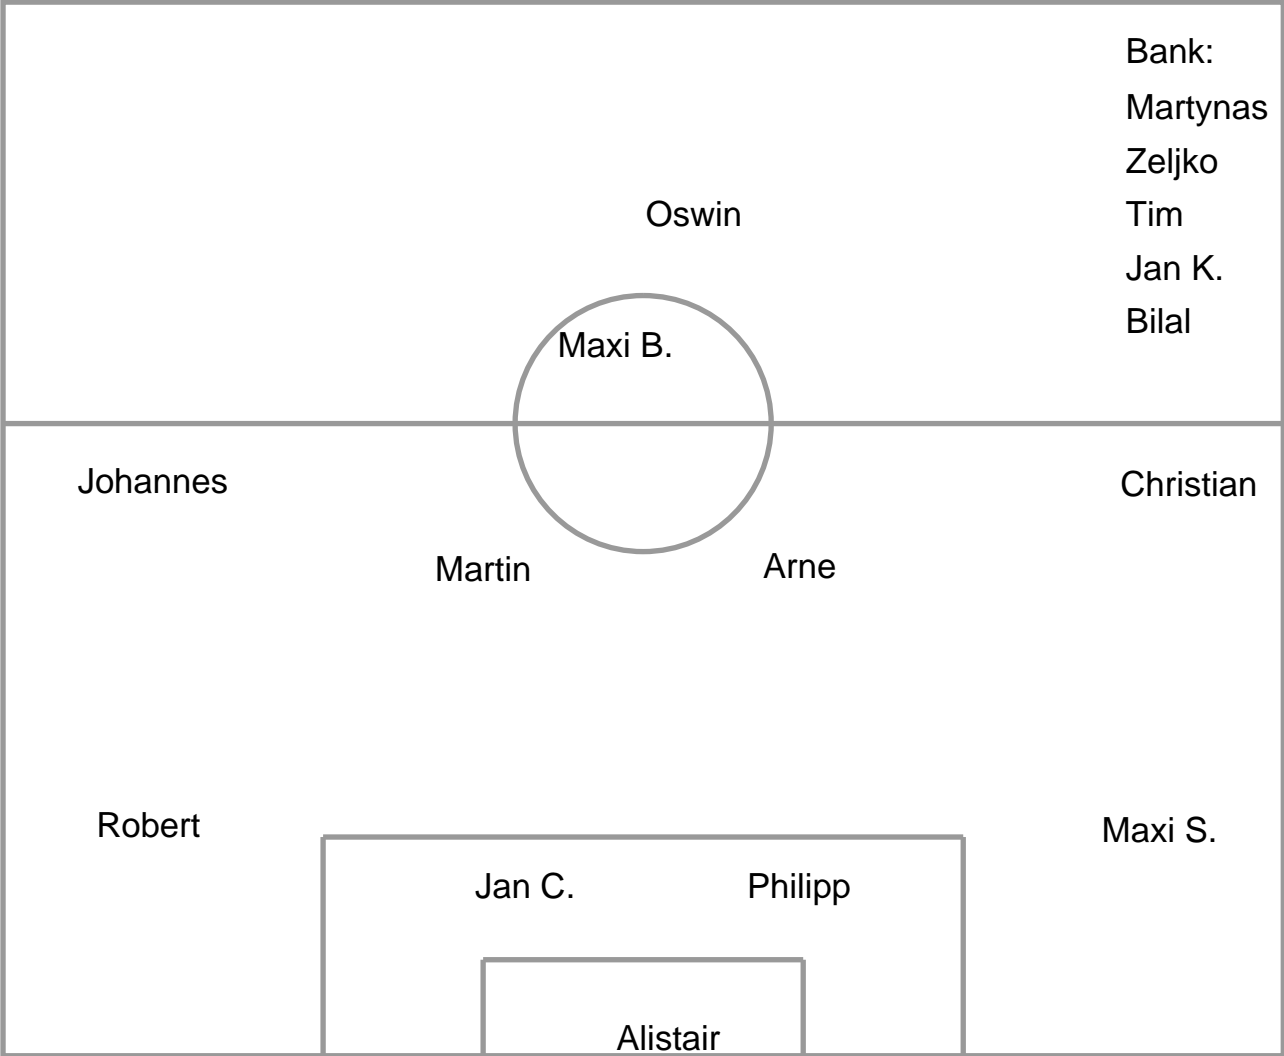 Bank:
Martynas
Zeljko
Tim
Jan K.
Bilal
Oswin
Maxi B.
Johannes
Christian
Martin
Arne
Robert
Maxi S.
Jan C.
Philipp
Alistair